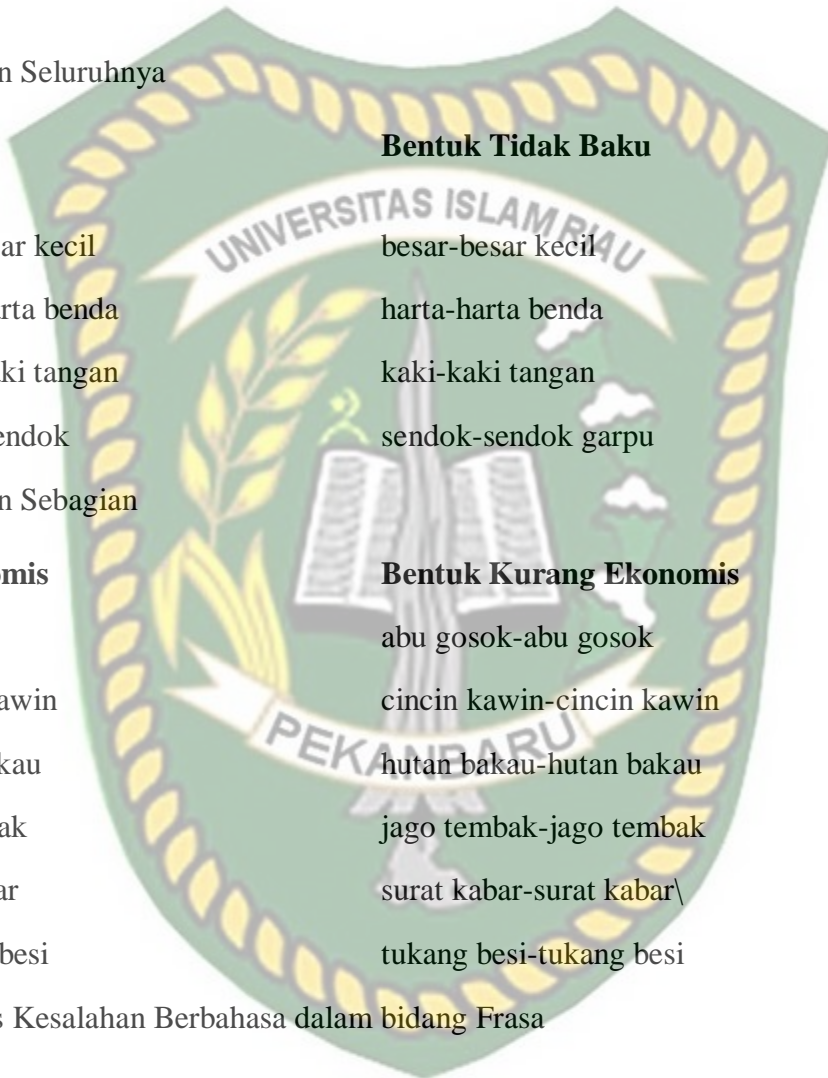 n Seluruhnya
Bentuk Tidak Baku
UNIVERSITAS ISLAM RIAU
ar kecil besar-besar kecil
rta benda harta-harta benda
ki tangan kaki-kaki tangan
endok sendok-sendok garpu
n Sebagian
omis Bentuk Kurang Ekonomis
abu gosok-abu gosok
awin cincin kawin-cincin kawin
PEKANBARU
kau hutan bakau-hutan bakau
ak jago tembak-jago tembak
ar surat kabar-surat kabar\
besi tukang besi-tukang besi
s Kesalahan Berbahasa dalam bidang Frasa